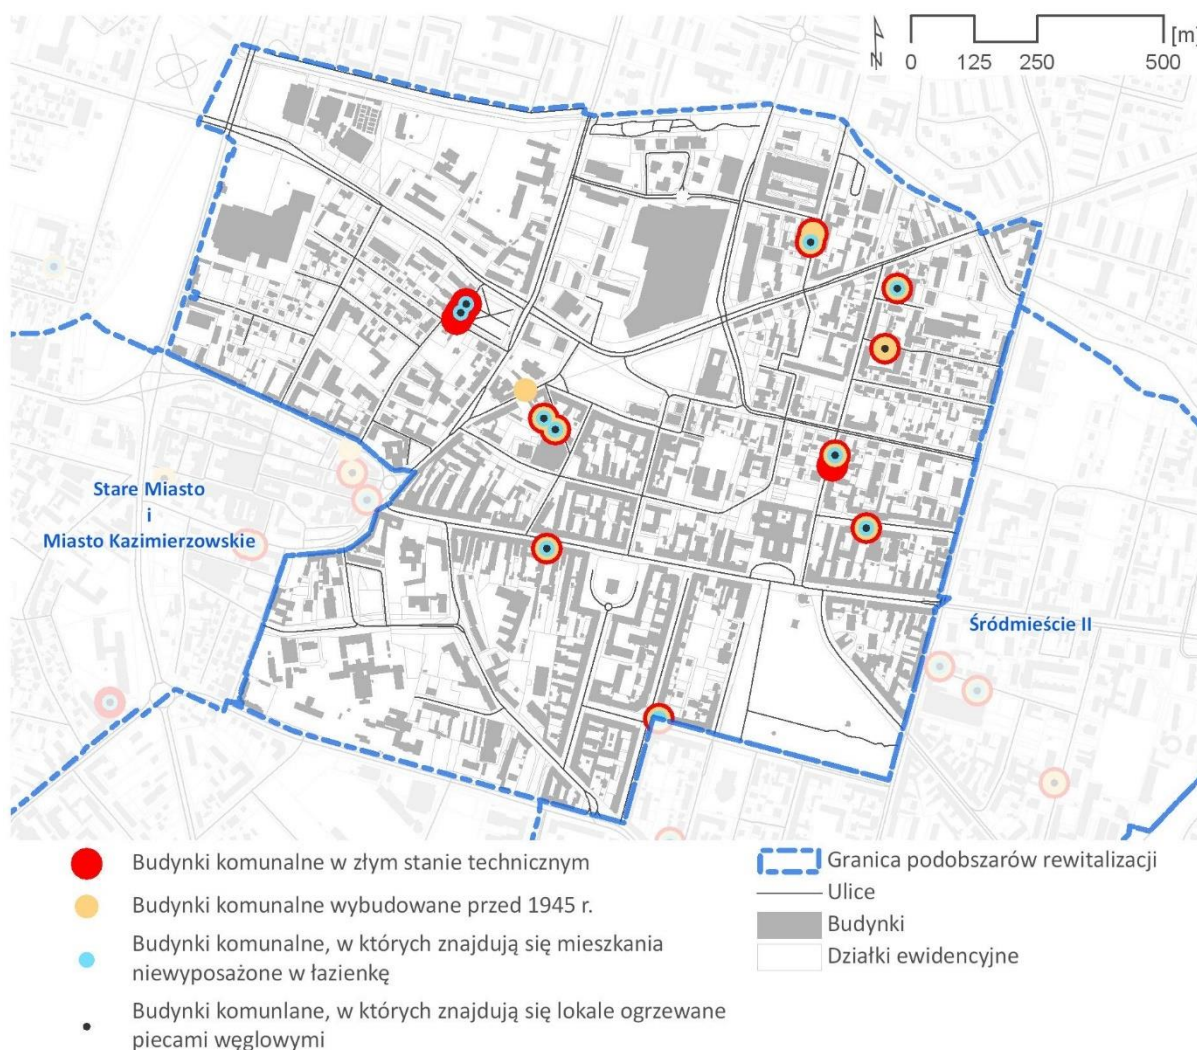 [m]
0 125 250 500
N
Stare Miasto
i
Miasto Kazimierzowskie
Śródmieście II
Budynki komunalne w złym stanie technicznym
Budynki komunalne wybudowane przed 1945 r.
Budynki komunalne, w których znajdują się mieszkania
niewyposażone w łazienkę
Budynki komunlane, w których znajdują się lokale ogrzewane
piecami węglowymi
Granica podobszarów rewitalizacji
Ulice
Budynki
Działki ewidencyjne